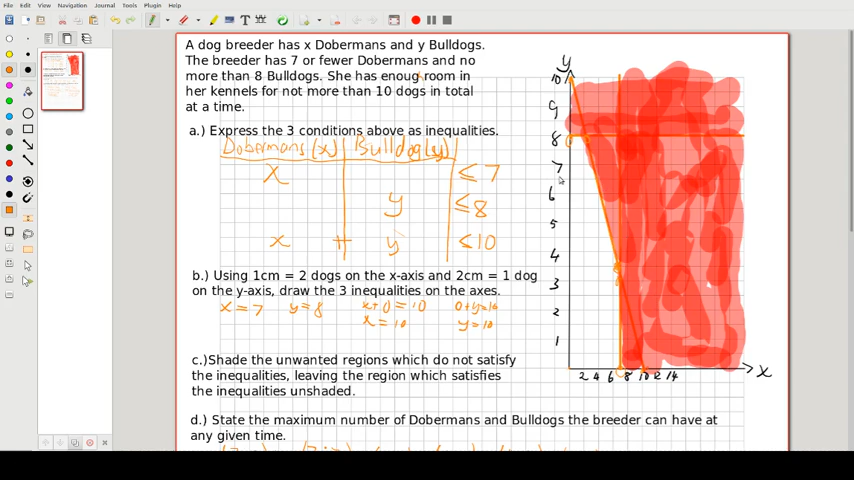 File Edit View Journal Tools Plugin Help
A dog breeder has x Dobermans and y Bulldogs.
The breeder has 7 or fewer Dobermans and no
more than 8 Bulldogs. She has enough room in
her kennels for not more than 10 dogs in total
at a time.
a.) Express the 3 conditions above as inequalities.
Dobermans (x) Bulldog(y)
x ≤ 7
y ≤ 8
x + y ≤ 10
b.) Using 1cm = 2 dogs on the x-axis and 2cm = 1 dog
on the y-axis, draw the 3 inequalities on the axes.
x = 7 y = 8 x+0 = 10 0+y=10
x = 10 y = 10
c.)Shade the unwanted regions which do not satisfy
the inequalities, leaving the region which satisfies
the inequalities unshaded.
d.) State the maximum number of Dobermans and Bulldogs the breeder can have at
any given time.
y
10
9
8
7
6
5
4
3
2
1
2 4 6 8 10 12 14 x